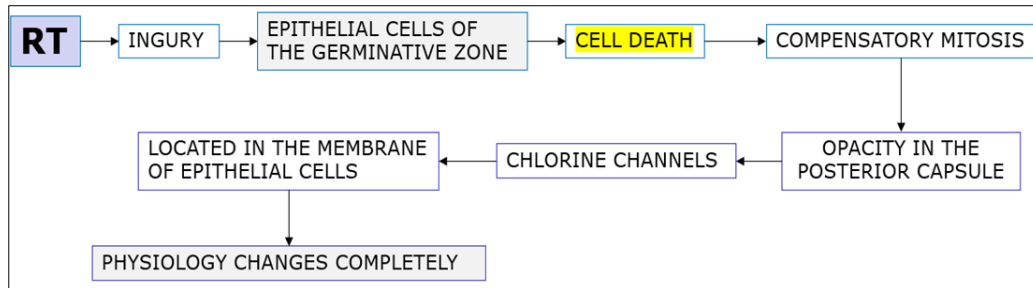 RT
INGURY
EPITHELIAL CELLS OF
THE GERMINATIVE ZONE
CELL DEATH
COMPENSATORY MITOSIS
OPACITY IN THE
POSTERIOR CAPSULE
CHLORINE CHANNELS
LOCATED IN THE MEMBRANE
OF EPITHELIAL CELLS
PHYSIOLOGY CHANGES COMPLETELY